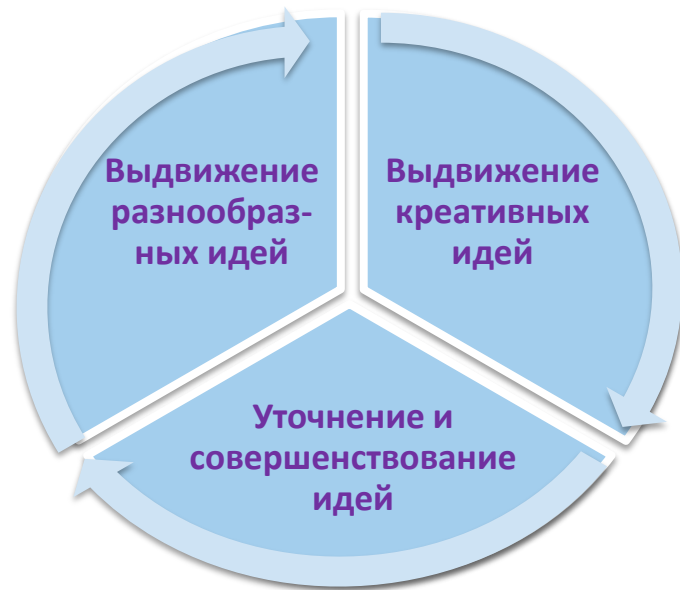 Выдвижение
разнообраз-
ных идей
Выдвижение
креативных
идей
Уточнение и
совершенствование
идей